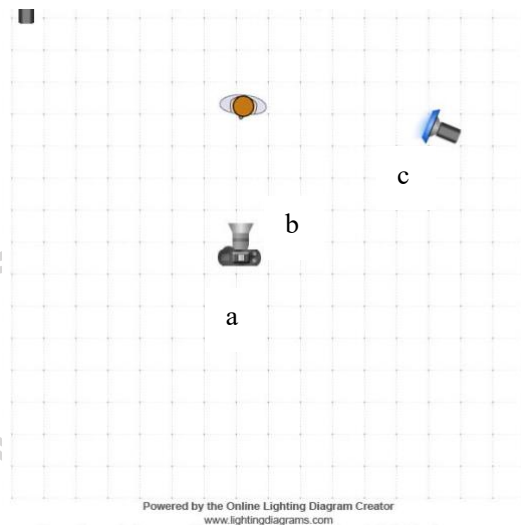 c
b
a
Powered by the Online Lighting Diagram Creator
www.lightingdiagrams.com